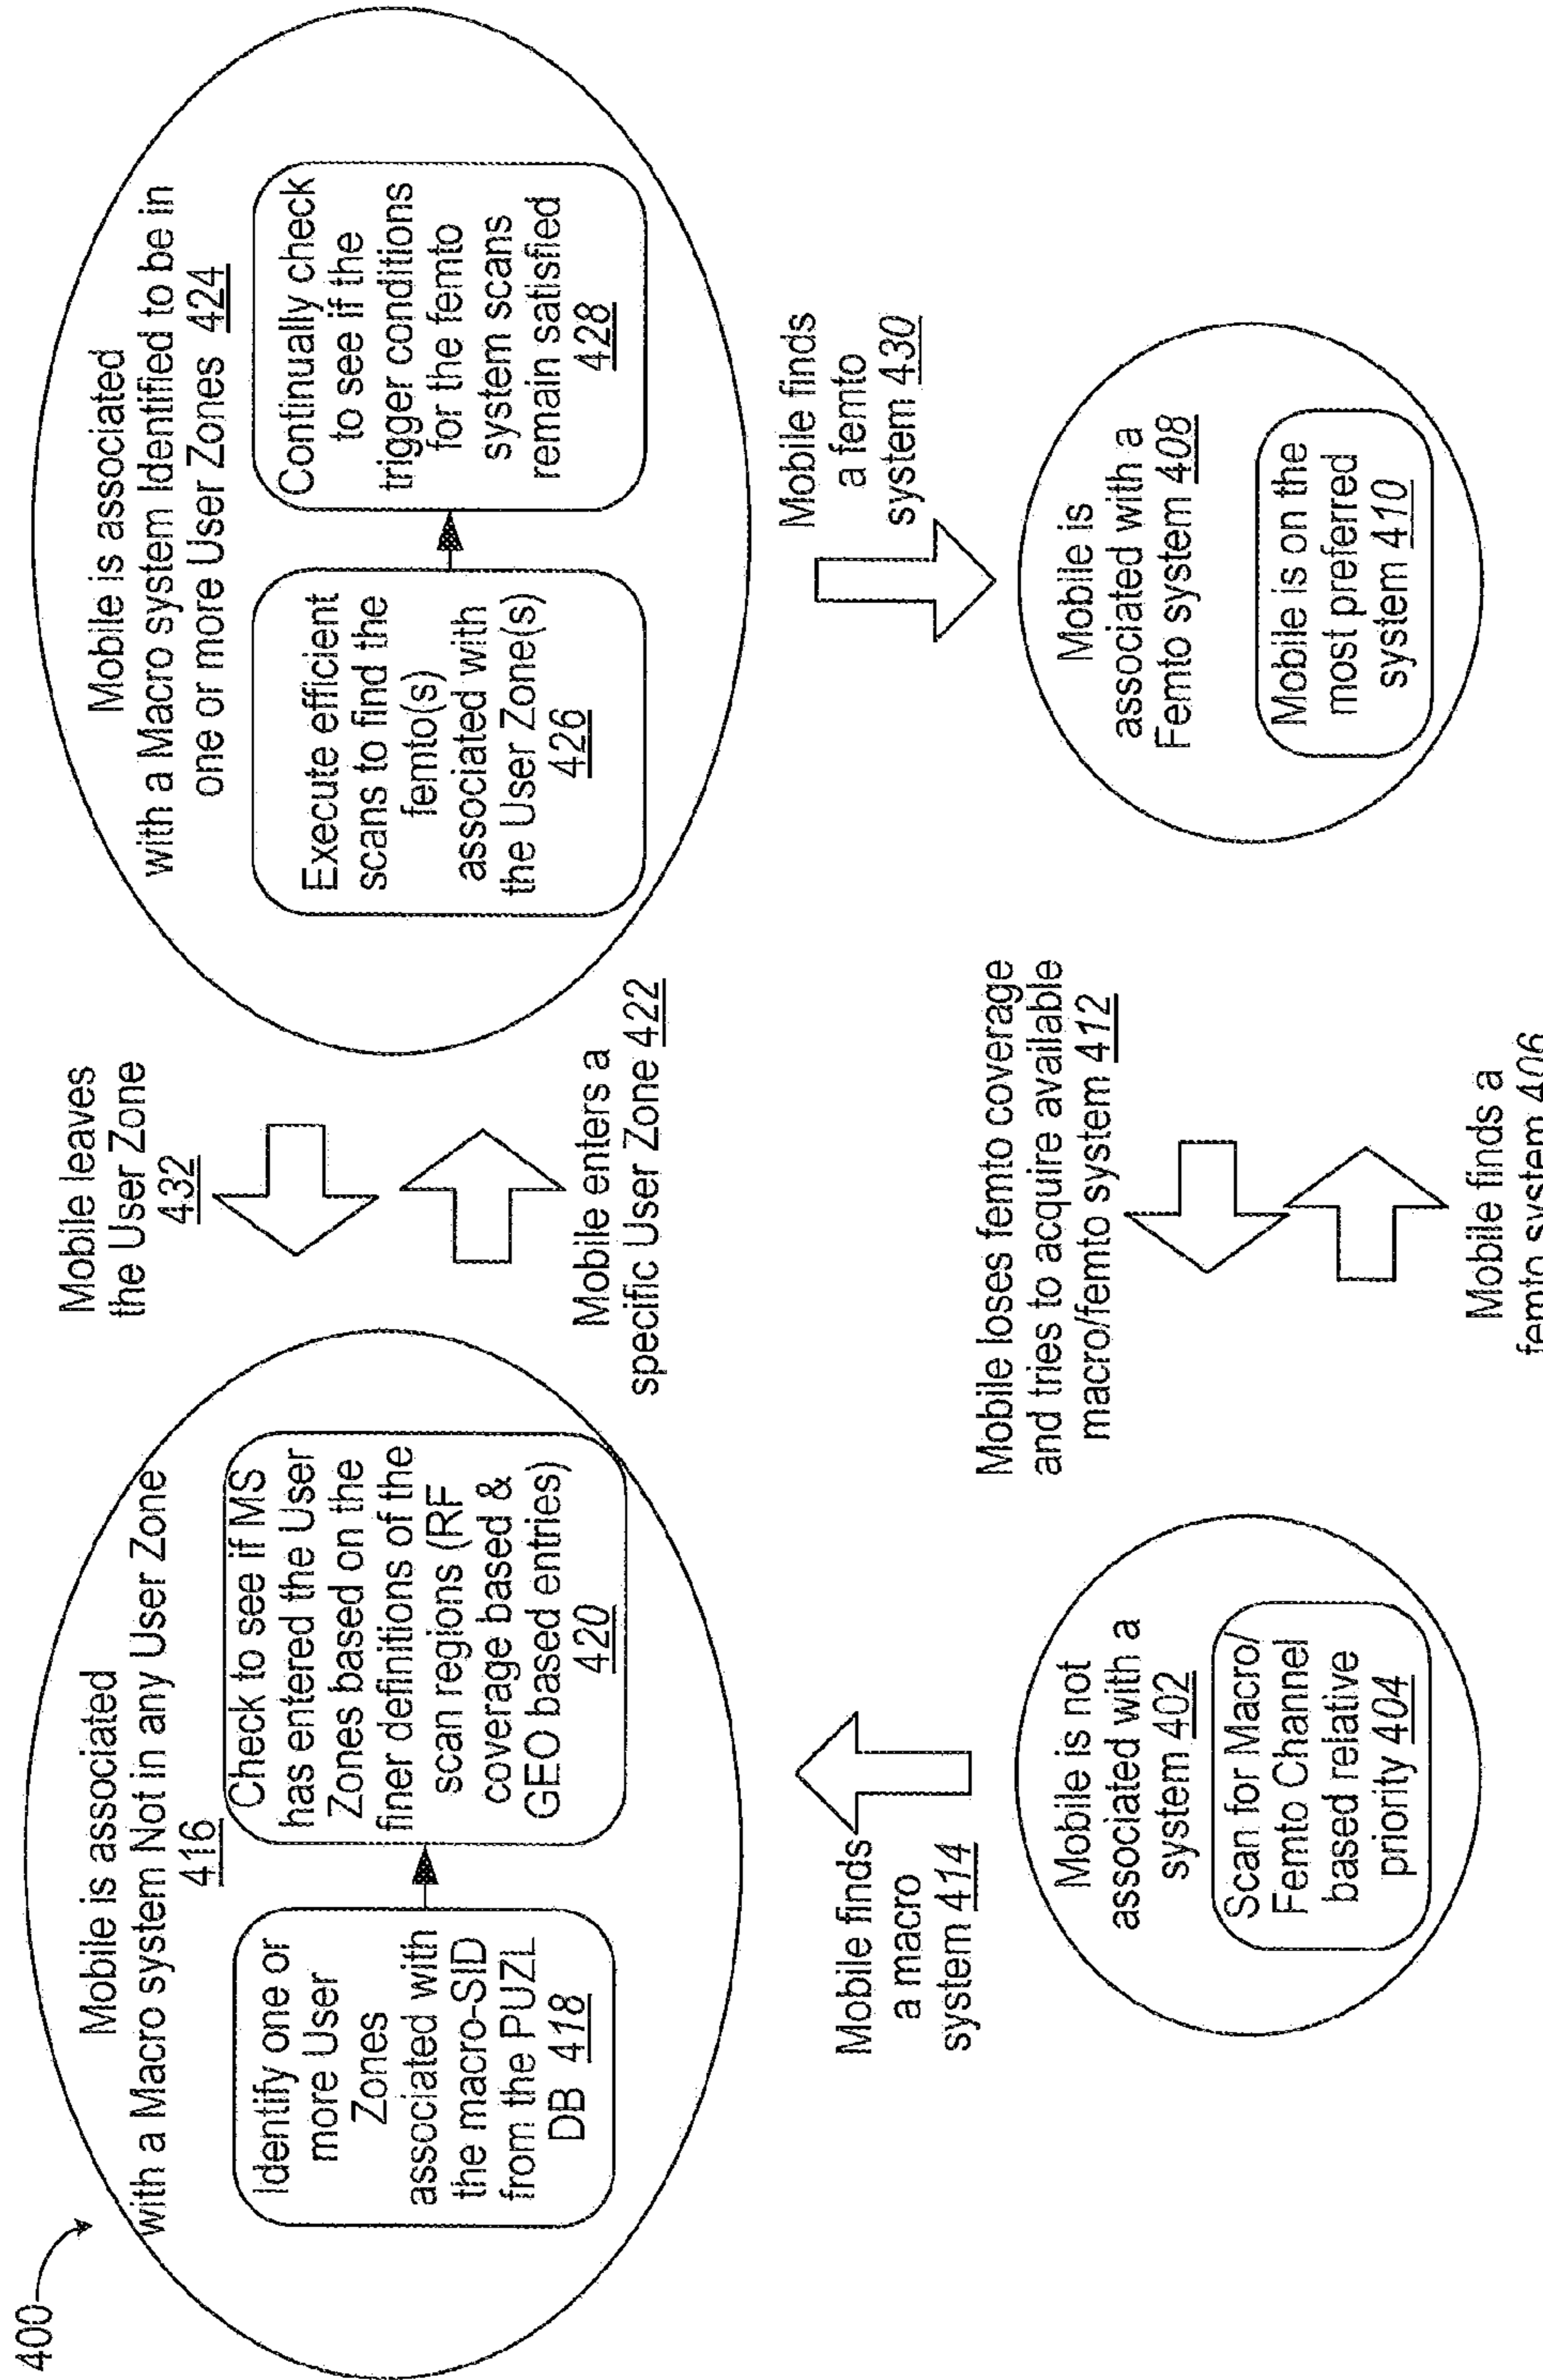 400
Mobile is associated
with a Macro system Not in any User Zone
416
Identify one or
more User
Zones
associated with
the macro-SID
from the PUZL
DB 418
Check to see if MS
has entered the User
Zones based on the
finer definitions of the
scan regions (RF
coverage based &
GEO based entries)
420
Mobile leaves
the User Zone
432
Mobile enters a
specific User Zone 422
Mobile is associated
with a Macro system Identified to be in
one or more User Zones 424
Execute efficient
scans to find the
femto(s)
associated with
the User Zone(s)
426
Continually check
to see if the
trigger conditions
for the femto
system scans
remain satisfied
428
Mobile finds
a macro
system 414
Mobile finds
a femto
system 430
Mobile is not
associated with a
system 402
Scan for Macro/
Femto Channel
based relative
priority 404
Mobile loses femto coverage
and tries to acquire available
macro/femto system 412
Mobile finds a
femto system 406
Mobile is
associated with a
Femto system 408
Mobile is on the
most preferred
system 410